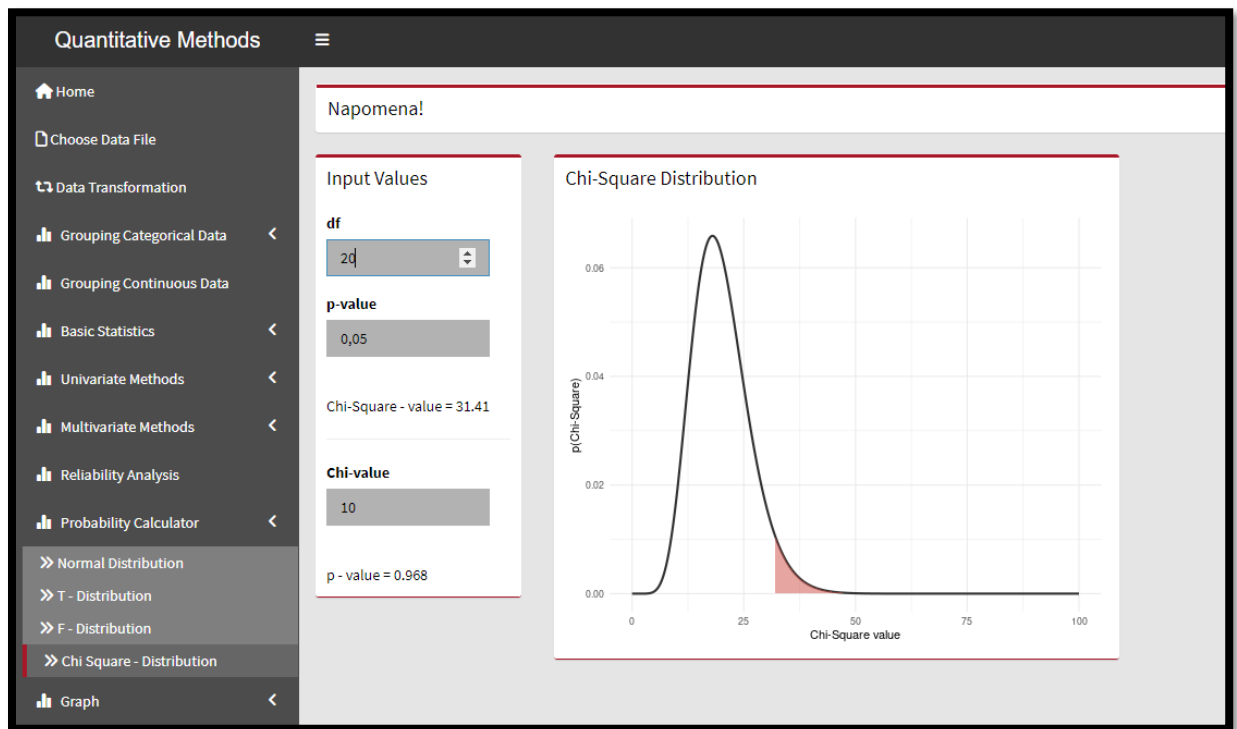 Quantitative Methods
Home
Choose Data File
Data Transformation
Grouping Categorical Data
Grouping Continuous Data
Basic Statistics
Univariate Methods
Multivariate Methods
Reliability Analysis
Probability Calculator
Normal Distribution
T - Distribution
F - Distribution
Chi Square - Distribution
Graph
Napomena!
Input Values
df
20
p-value
0,05
Chi-Square - value = 31.41
Chi-value
10
p - value = 0.968
Chi-Square Distribution
p(Chi-Square)
0.06
0.04
0.02
0.00
0 25 50 75 100
Chi-Square value